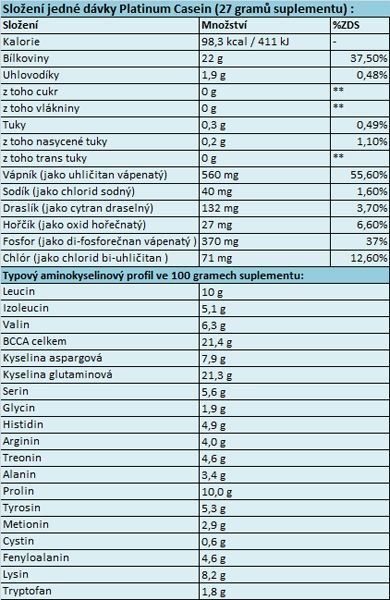 Složení jedné dávky Platinum Casein (27 gramů suplementu) :
Složení Množství %ZDS
Kalorie 98,3 kcal / 411 kJ -
Bílkoviny 22 g 37,50%
Uhlovodíky 1,9 g 0,48%
z toho cukr 0 g **
z toho vlákniny 0 g **
Tuky 0,3 g 0,49%
z toho nasycené tuky 0,2 g 1,10%
z toho trans tuky 0 g **
Vápník (jako uhličitan vápenatý) 560 mg 55,60%
Sodík (jako chlorid sodný) 40 mg 1,60%
Draslík (jako cytran draselný) 132 mg 3,70%
Hořčík (jako oxid hořečnatý) 27 mg 6,60%
Fosfor (jako di-fosforečnan vápenatý ) 370 mg 37%
Chlór (jako chlorid bi-uhličitan ) 71 mg 12,60%
Typový aminokyselinový profil ve 100 gramech suplementu:
Leucin 10 g
Izoleucin 5,1 g
Valin 6,3 g
BCCA celkem 21,4 g
Kyselina aspargová 7,9 g
Kyselina glutaminová 21,3 g
Serin 5,6 g
Glycin 1,9 g
Histidin 4,9 g
Arginin 4,0 g
Treonin 4,6 g
Alanin 3,4 g
Prolin 10,0 g
Tyrosin 5,3 g
Metionin 2,9 g
Cystin 0,6 g
Fenyloalanin 4,6 g
Lysin 8,2 g
Tryptofan 1,8 g